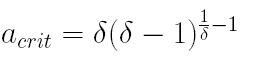 $a_{crit} = \delta(\delta - 1)^{\frac{1}{\delta} - 1}$